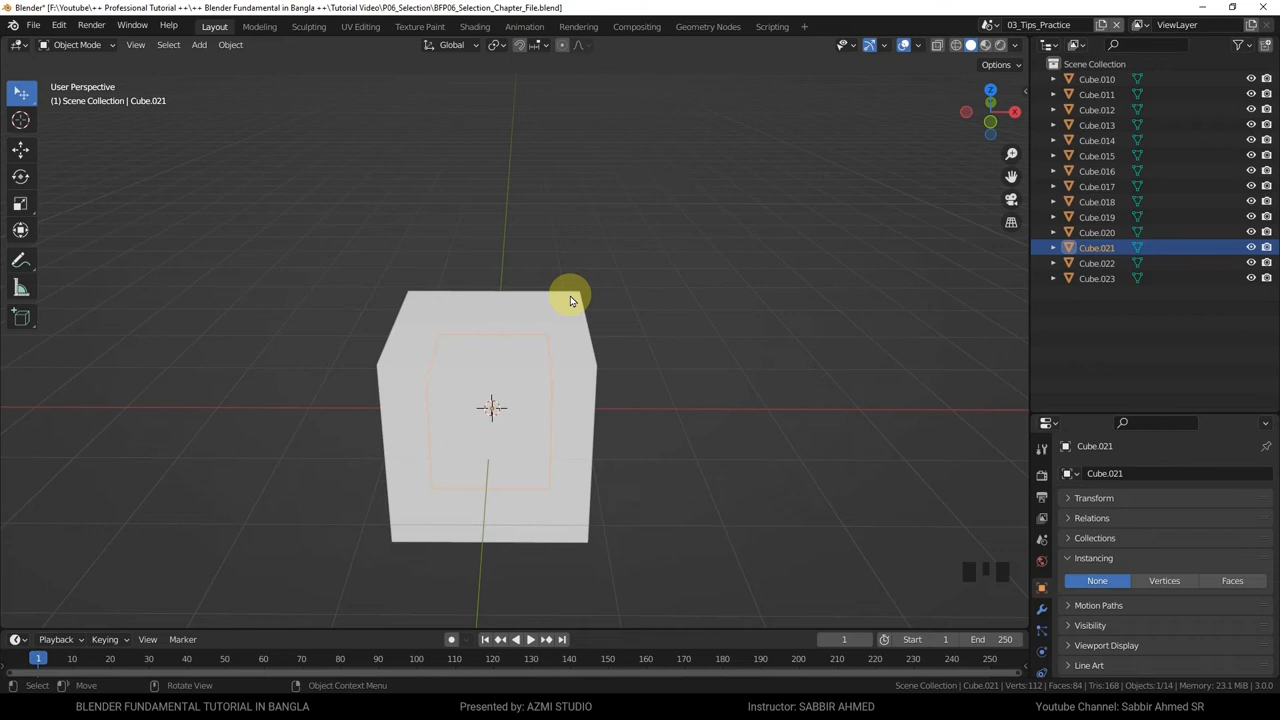 Blender* [F:\Youtube\++ Professional Tutorial ++\Blender Fundamental in Bangla ++\Tutorial Video\P06_Selection\BFP06_Selection_Chapter_File.blend]
File Edit Render Window Help Layout Modeling Sculpting UV Editing Texture Paint Shading Animation Rendering Compositing Geometry Nodes Scripting + 03_Tips_Practice ViewLayer
Object Mode View Select Add Object Global
Options
User Perspective
(1) Scene Collection | Cube.021
Z
Y
X
Scene Collection
Cube.010
Cube.011
Cube.012
Cube.013
Cube.014
Cube.015
Cube.016
Cube.017
Cube.018
Cube.019
Cube.020
Cube.021
Cube.022
Cube.023
Cube.021
Cube.021
Transform
Relations
Collections
Instancing
None Vertices Faces
Motion Paths
Visibility
Viewport Display
Line Art
Playback Keying View Marker 1 Start 1 End 250
1 10 20 30 40 50 60 70 80 90 100 110 120 130 140 150 160 170 180 190 200 210 220 230 240 250
Select Move Rotate View Object Context Menu Scene Collection | Cube.021 | Verts:112 | Faces:84 | Tris:168 | Objects:1/14 | Memory: 23.1 MiB | 3.0.0
BLENDER FUNDAMENTAL TUTORIAL IN BANGLA Presented by: AZMI STUDIO Instructor: SABBIR AHMED Youtube Channel: Sabbir Ahmed SR